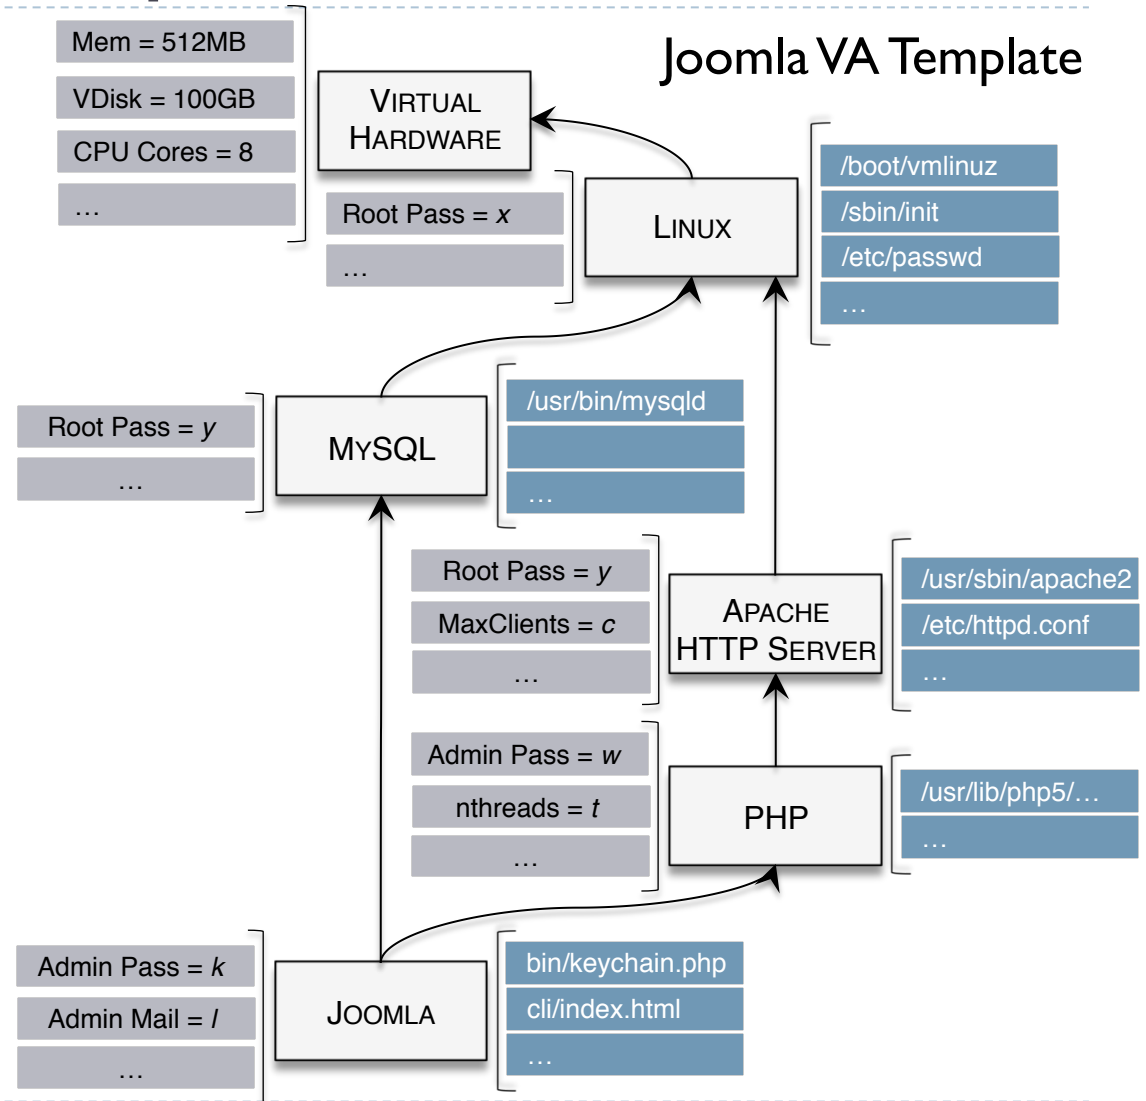 Joomla VA Template
Mem = 512MB
VDisk = 100GB
CPU Cores = 8
…
VIRTUAL
HARDWARE
Root Pass = x
…
LINUX
/boot/vmlinuz
/sbin/init
/etc/passwd
…
Root Pass = y
…
MYSQL
/usr/bin/mysqld
…
Root Pass = y
MaxClients = c
…
APACHE
HTTP SERVER
/usr/sbin/apache2
/etc/httpd.conf
…
Admin Pass = w
nthreads = t
…
PHP
/usr/lib/php5/…
…
Admin Pass = k
Admin Mail = l
…
JOOMLA
bin/keychain.php
cli/index.html
…